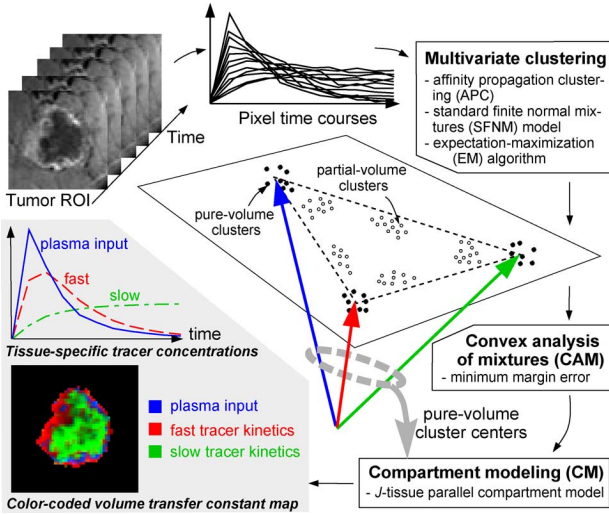 Tumor ROI
Time
Pixel time courses
Multivariate clustering
- affinity propagation cluster-
ing (APC)
- standard finite normal mix-
tures (SFNM) model
- expectation-maximization
(EM) algorithm
pure-volume
clusters
partial-volume
clusters
plasma input
fast
slow
time
Tissue-specific tracer concentrations
Convex analysis
of mixtures (CAM)
- minimum margin error
pure-volume
cluster centers
plasma input
fast tracer kinetics
slow tracer kinetics
Color-coded volume transfer constant map
Compartment modeling (CM)
- J-tissue parallel compartment model